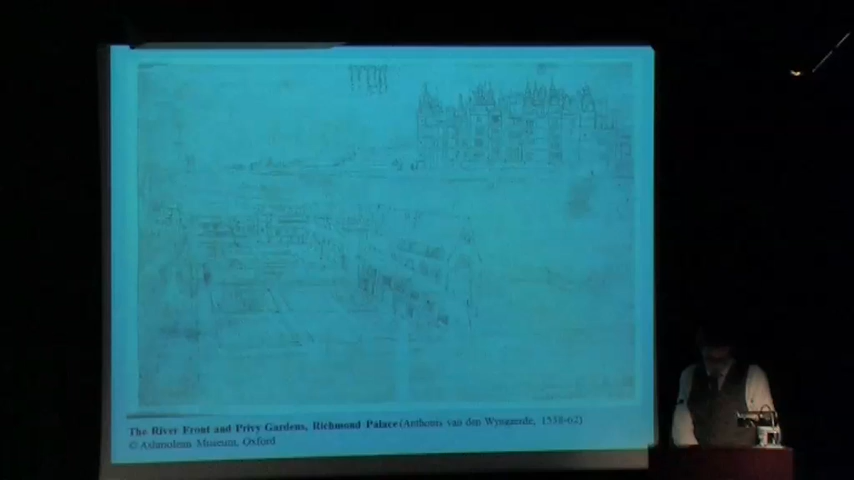 The River Front and Privy Gardens, Richmond Palace (Anthonis van den Wyngaerde, 1558-62)
© Ashmolean Museum, Oxford